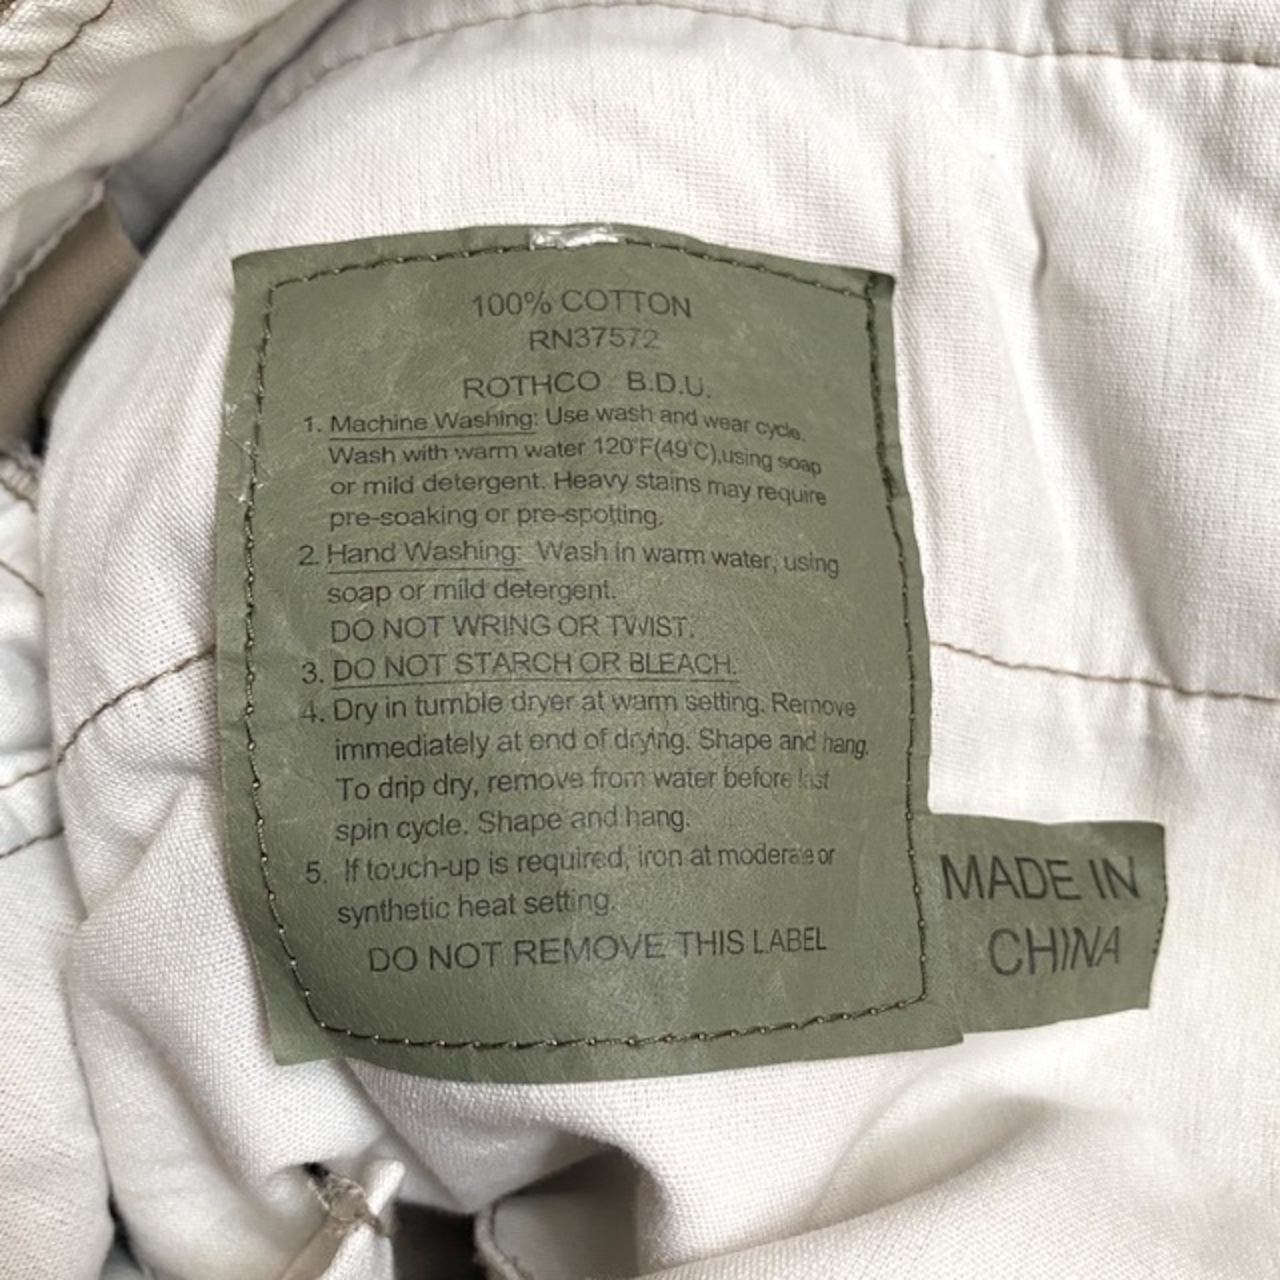 100% COTTON
RN37572
ROTHCO B.D.U.
1. Machine Washing: Use wash and wear cycle.
Wash with warm water 120°F(49°C),using soap
or mild detergent. Heavy stains may require
pre-soaking or pre-spotting.
2. Hand Washing: Wash in warm water, using
soap or mild detergent.
DO NOT WRING OR TWIST.
3. DO NOT STARCH OR BLEACH.
4. Dry in tumble dryer at warm setting. Remove
immediately at end of drying. Shape and hang.
To drip dry, remove from water before last
spin cycle. Shape and hang.
5. If touch-up is required, iron at moderate or
synthetic heat setting.
DO NOT REMOVE THIS LABEL
MADE IN
CHINA